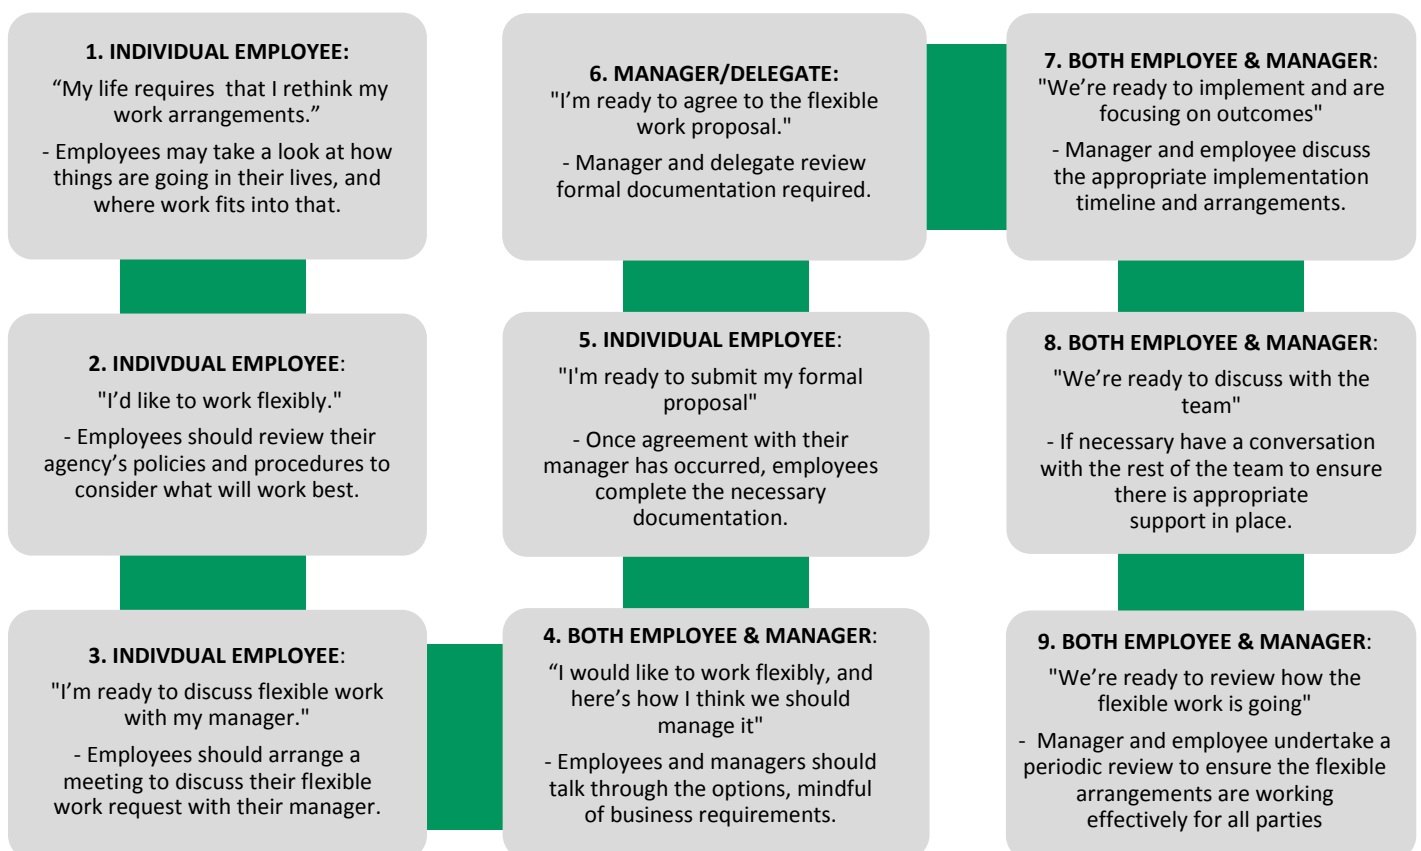 1. INDIVIDUAL EMPLOYEE:
“My life requires  that I rethink my
work arrangements.”
- Employees may take a look at how
things are going in their lives, and
where work fits into that.
2. INDIVDUAL EMPLOYEE:
"I’d like to work flexibly."
- Employees should review their
agency’s policies and procedures to
consider what will work best.
3. INDIVDUAL EMPLOYEE:
"I’m ready to discuss flexible work
with my manager."
- Employees should arrange a
meeting to discuss their flexible
work request with their manager.
4. BOTH EMPLOYEE & MANAGER:
“I would like to work flexibly, and
here’s how I think we should
manage it"
- Employees and managers should
talk through the options, mindful
of business requirements.
5. INDIVIDUAL EMPLOYEE:
"I'm ready to submit my formal
proposal"
- Once agreement with their
manager has occurred, employees
complete the necessary
documentation.
6. MANAGER/DELEGATE:
"I’m ready to agree to the flexible
work proposal."
- Manager and delegate review
formal documentation required.
7. BOTH EMPLOYEE & MANAGER:
"We’re ready to implement and are
focusing on outcomes"
- Manager and employee discuss
the appropriate implementation
timeline and arrangements.
8. BOTH EMPLOYEE & MANAGER:
"We’re ready to discuss with the
team"
- If necessary have a conversation
with the rest of the team to ensure
there is appropriate
support in place.
9. BOTH EMPLOYEE & MANAGER:
"We’re ready to review how the
flexible work is going"
-  Manager and employee undertake a
periodic review to ensure the flexible
arrangements are working
effectively for all parties